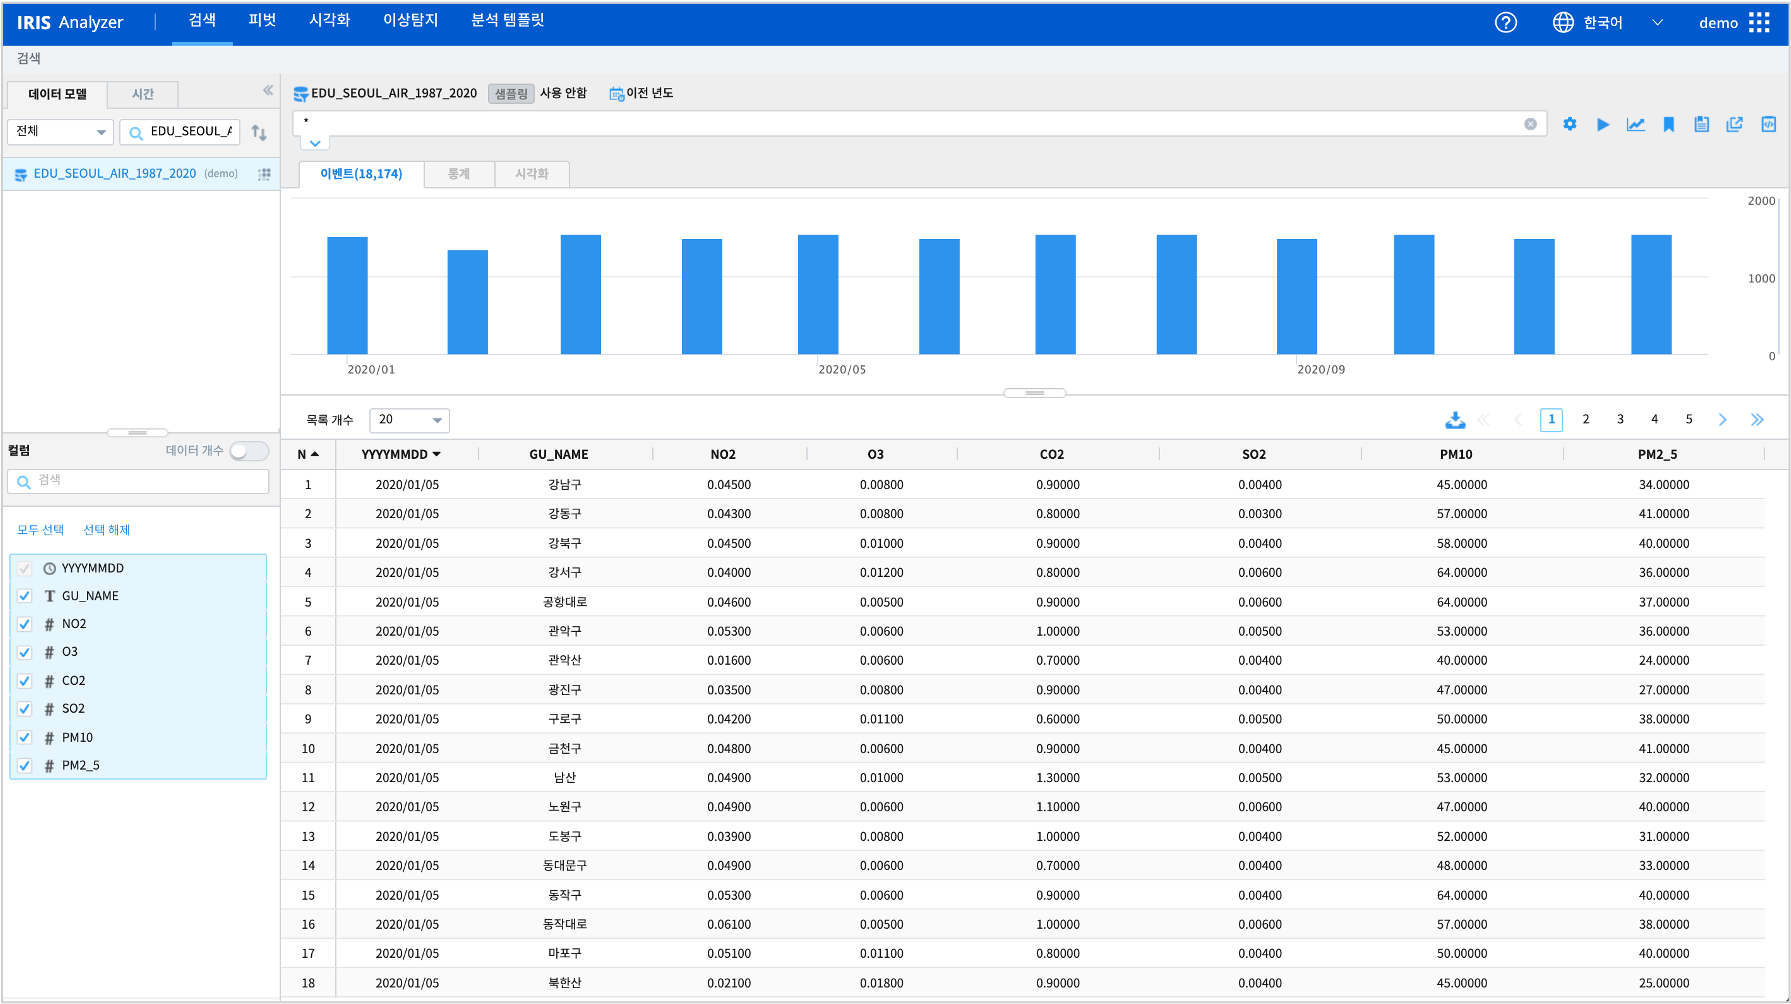 IRIS Analyzer 검색 피벗 시각화 이상탐지 분석 템플릿 한국어 demo
검색
데이터 모델 시간
전체 EDU_SEOUL_A
EDU_SEOUL_AIR_1987_2020 (demo)
EDU_SEOUL_AIR_1987_2020 샘플링 사용 안함 이전 년도
*
이벤트(18,174) 통계 시각화
2000
1000
0
2020/01 2020/05 2020/09
목록 개수 20 1 2 3 4 5
컬럼 데이터 개수
검색
모두 선택 선택 해제
YYYYMMDD
GU_NAME
NO2
O3
CO2
SO2
PM10
PM2_5
N YYYYMMDD GU_NAME NO2 O3 CO2 SO2 PM10 PM2_5
1 2020/01/05 강남구 0.04500 0.00800 0.90000 0.00400 45.00000 34.00000
2 2020/01/05 강동구 0.04300 0.00800 0.80000 0.00300 57.00000 41.00000
3 2020/01/05 강북구 0.04500 0.01000 0.90000 0.00400 58.00000 40.00000
4 2020/01/05 강서구 0.04000 0.01200 0.80000 0.00600 64.00000 36.00000
5 2020/01/05 공항대로 0.04600 0.00500 0.90000 0.00600 64.00000 37.00000
6 2020/01/05 관악구 0.05300 0.00600 1.00000 0.00500 53.00000 36.00000
7 2020/01/05 관악산 0.01600 0.00600 0.70000 0.00400 40.00000 24.00000
8 2020/01/05 광진구 0.03500 0.00800 0.90000 0.00400 47.00000 27.00000
9 2020/01/05 구로구 0.04200 0.01100 0.60000 0.00500 50.00000 38.00000
10 2020/01/05 금천구 0.04800 0.00600 0.90000 0.00400 45.00000 41.00000
11 2020/01/05 남산 0.04900 0.01000 1.30000 0.00500 53.00000 32.00000
12 2020/01/05 노원구 0.04900 0.00600 1.10000 0.00600 47.00000 40.00000
13 2020/01/05 도봉구 0.03900 0.00800 1.00000 0.00400 52.00000 31.00000
14 2020/01/05 동대문구 0.04900 0.00600 0.70000 0.00400 48.00000 33.00000
15 2020/01/05 동작구 0.05300 0.00600 0.90000 0.00400 64.00000 40.00000
16 2020/01/05 동작대로 0.06100 0.00500 1.00000 0.00600 57.00000 38.00000
17 2020/01/05 마포구 0.05100 0.01100 0.80000 0.00400 50.00000 40.00000
18 2020/01/05 북한산 0.02100 0.01800 0.90000 0.00400 45.00000 25.00000